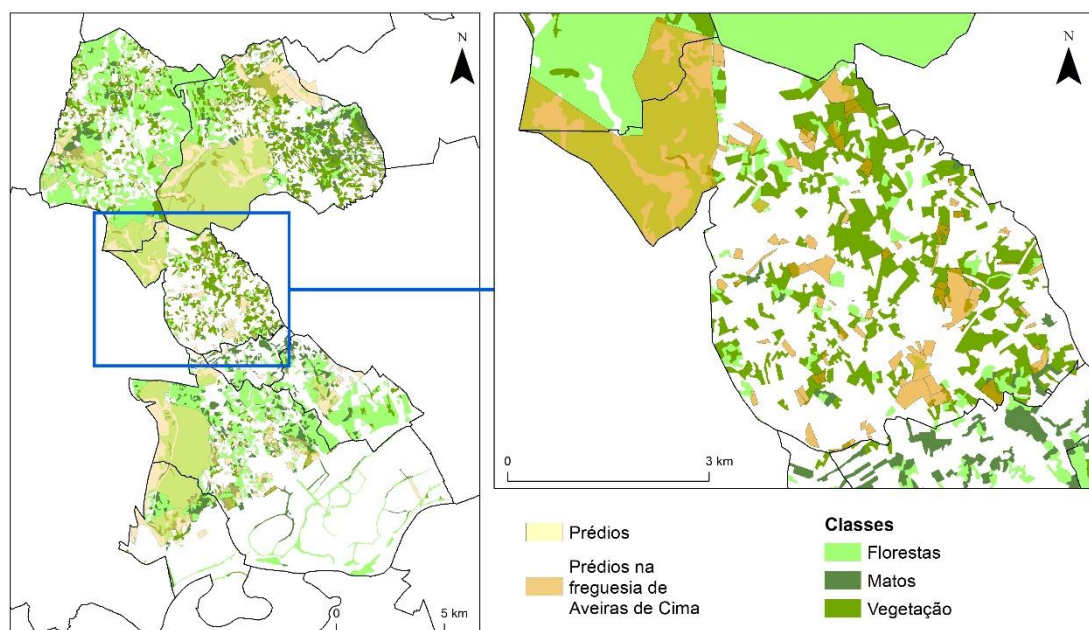 N
0
5 km
N
0
3 km
Prédios
Prédios na
freguesia de
Aveiras de Cima
Classes
Florestas
Matos
Vegetação